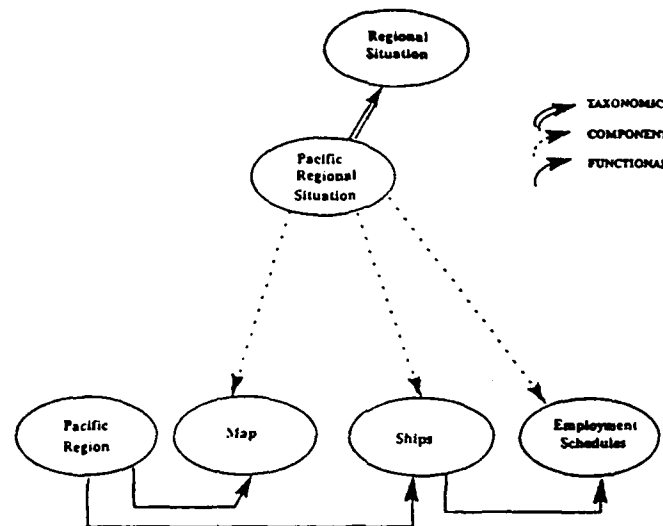 Regional
Situation
TAXONOMIC
COMPONENT
FUNCTIONAL
Pacific
Regional
Situation
Pacific
Region
Map
Ships
Employment
Schedules